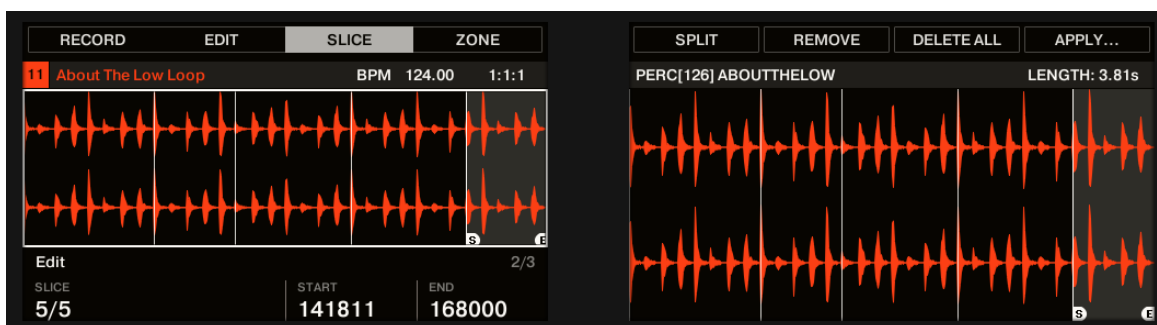 RECORD EDIT SLICE ZONE
11 About The Low Loop BPM 124.00 1:1:1
S E
Edit 2/3
SLICE START END
5/5 141811 168000
SPLIT REMOVE DELETE ALL APPLY...
PERC[126] ABOUTTHELOW LENGTH: 3.81s
S E